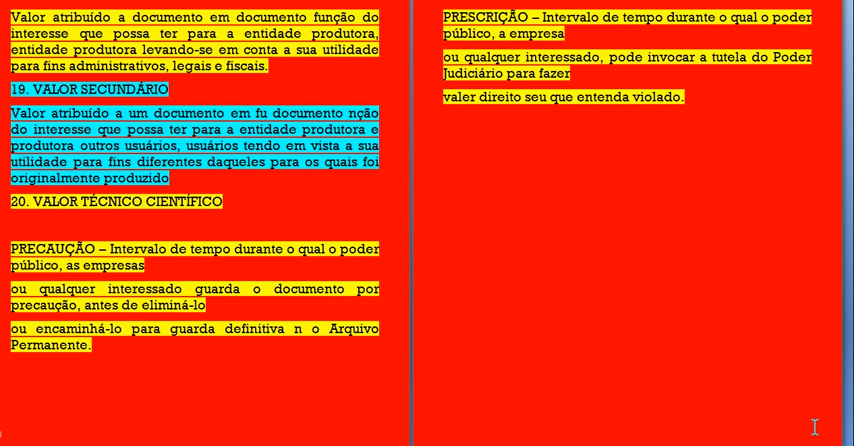 Valor atribuído a documento em documento função do
interesse que possa ter para a entidade produtora,
entidade produtora levando-se em conta a sua utilidade
para fins administrativos, legais e fiscais.
19. VALOR SECUNDÁRIO
Valor atribuído a um documento em fu documento nção
do interesse que possa ter para a entidade produtora e
produtora outros usuários, usuários tendo em vista a sua
utilidade para fins diferentes daqueles para os quais foi
originalmente produzido
20. VALOR TÉCNICO CIENTÍFICO
PRECAUÇÃO – Intervalo de tempo durante o qual o poder
público, as empresas
ou qualquer interessado guarda o documento por
precaução, antes de eliminá-lo
ou encaminhá-lo para guarda definitiva n o Arquivo
Permanente.
PRESCRIÇÃO – Intervalo de tempo durante o qual o poder
público, a empresa
ou qualquer interessado, pode invocar a tutela do Poder
Judiciário para fazer
valer direito seu que entenda violado.